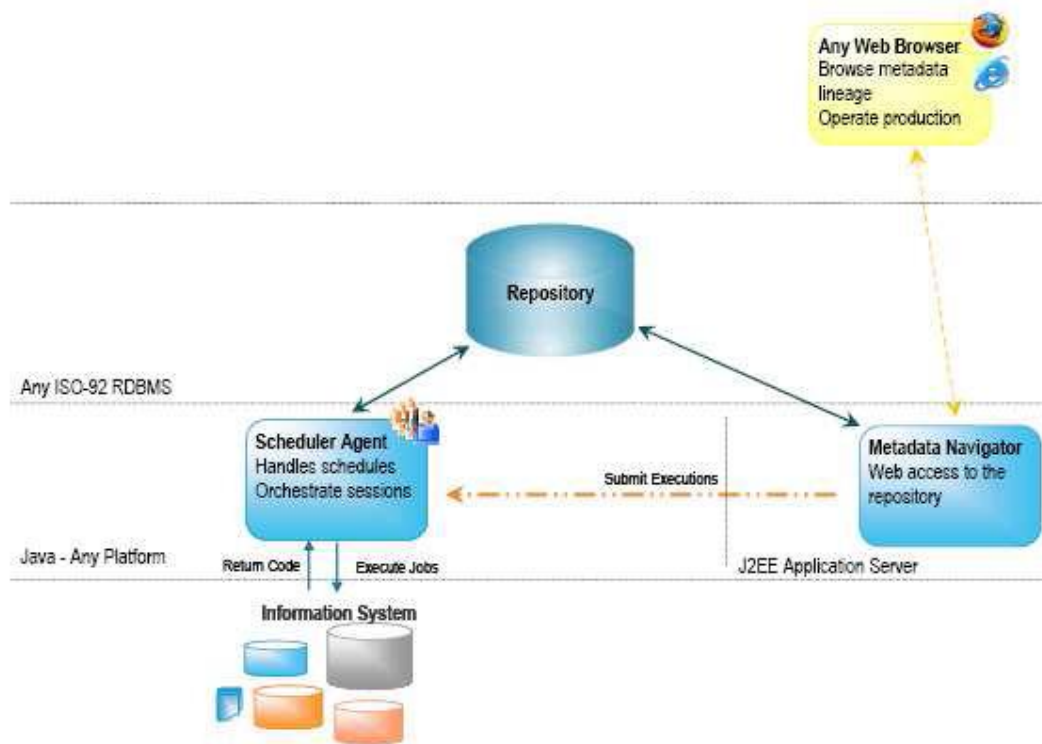 Any Web Browser
Browse metadata
lineage
Operate production
Repository
Any ISO-92 RDBMS
Scheduler Agent
Handles schedules
Orchestrate sessions
Submit Executions
Metadata Navigator
Web access to the
repository
Java - Any Platform
Return Code
Execute Jobs
J2EE Application Server
Information System